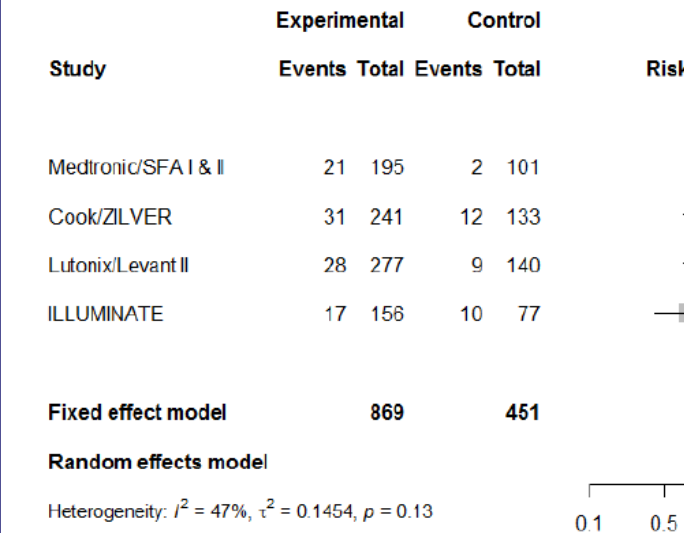 Experimental Control
Study Events Total Events Total Risk
Medtronic/SFA I & II 21 195 2 101
Cook/ZILVER 31 241 12 133
Lutonix/Levant II 28 277 9 140
ILLUMINATE 17 156 10 77
Fixed effect model 869 451
Random effects model
Heterogeneity: I² = 47%, τ² = 0.1454, p = 0.13
0.1 0.5